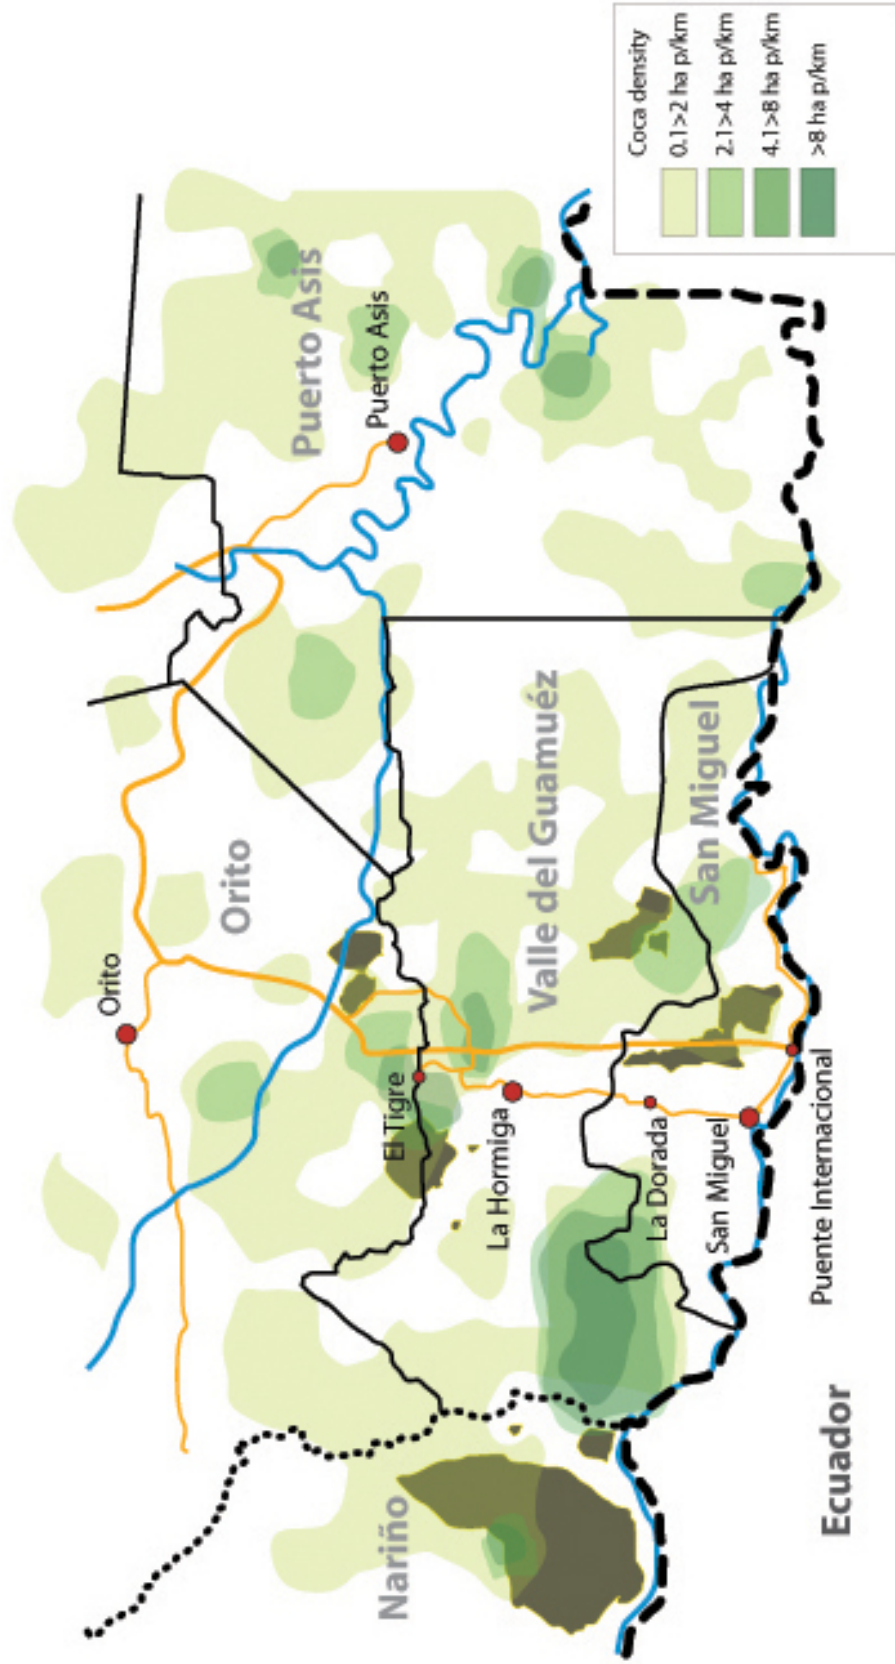 Orito
Orito
Puerto Asis
Puerto Asis
El Tigre
Nariño
Valle del Guamuéz
La Hormiga
San Miguel
La Dorada
San Miguel
Puente Internacional
Ecuador
Coca density
0.1>2 ha p/km
2.1>4 ha p/km
4.1>8 ha p/km
>8 ha p/km